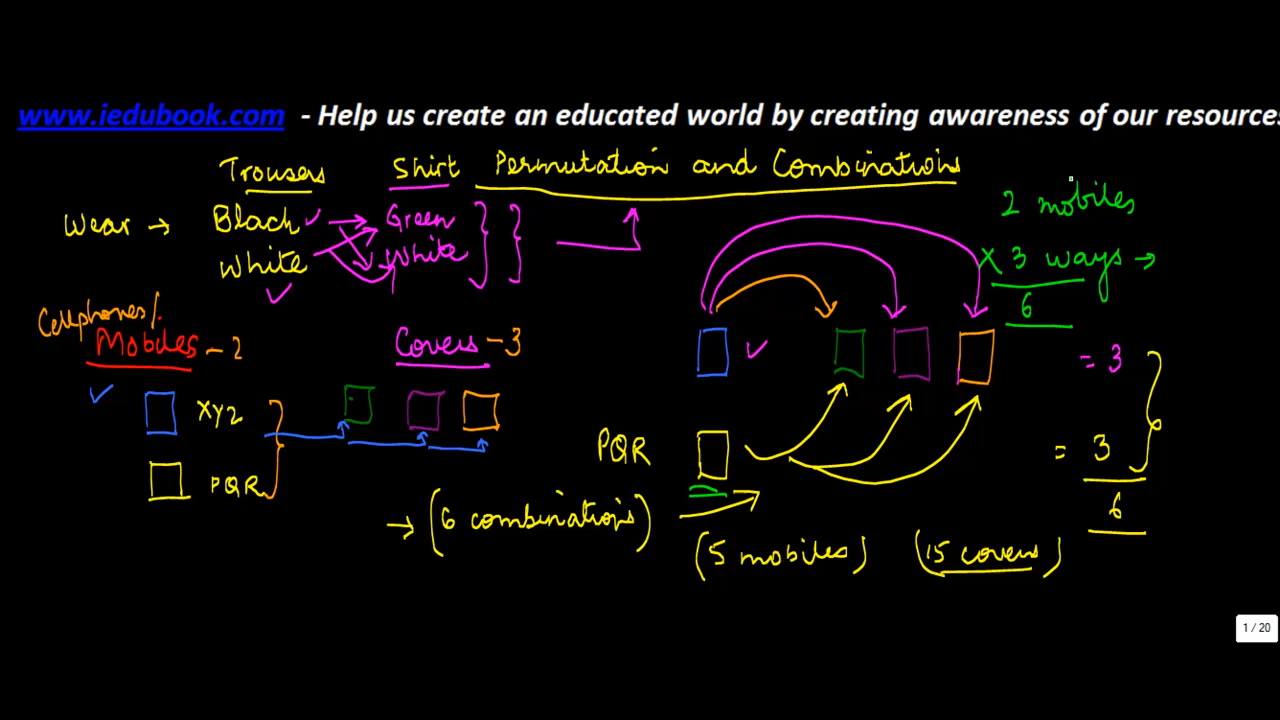 www.iedubook.com - Help us create an educated world by creating awareness of our resources
Trousers Shirt Permutation and Combinations
Wear → Black → Green
White White
2 mobiles
X 3 ways →
6
Cellphones/
Mobiles - 2
Covers - 3
= 3
XYZ
PQR
PQR
= 3
6
→ (6 combinations) →
(5 mobiles) (15 covers)
1 / 20